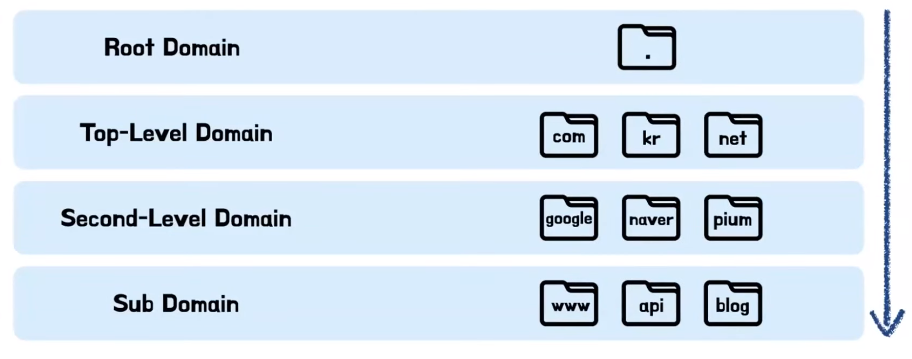 Root Domain .
Top-Level Domain com kr net
Second-Level Domain google naver pium
Sub Domain www api blog